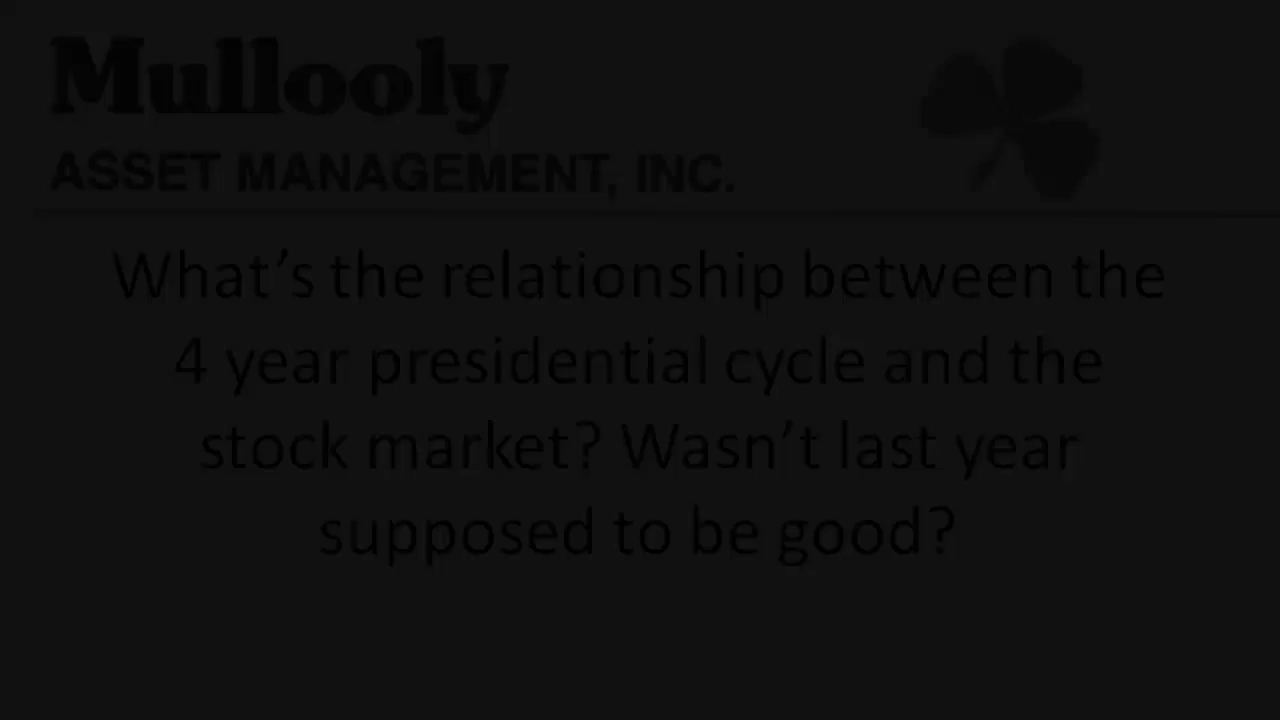 Mullooly
ASSET MANAGEMENT, INC.
What’s the relationship between the
4 year presidential cycle and the
stock market? Wasn’t last year
supposed to be good?